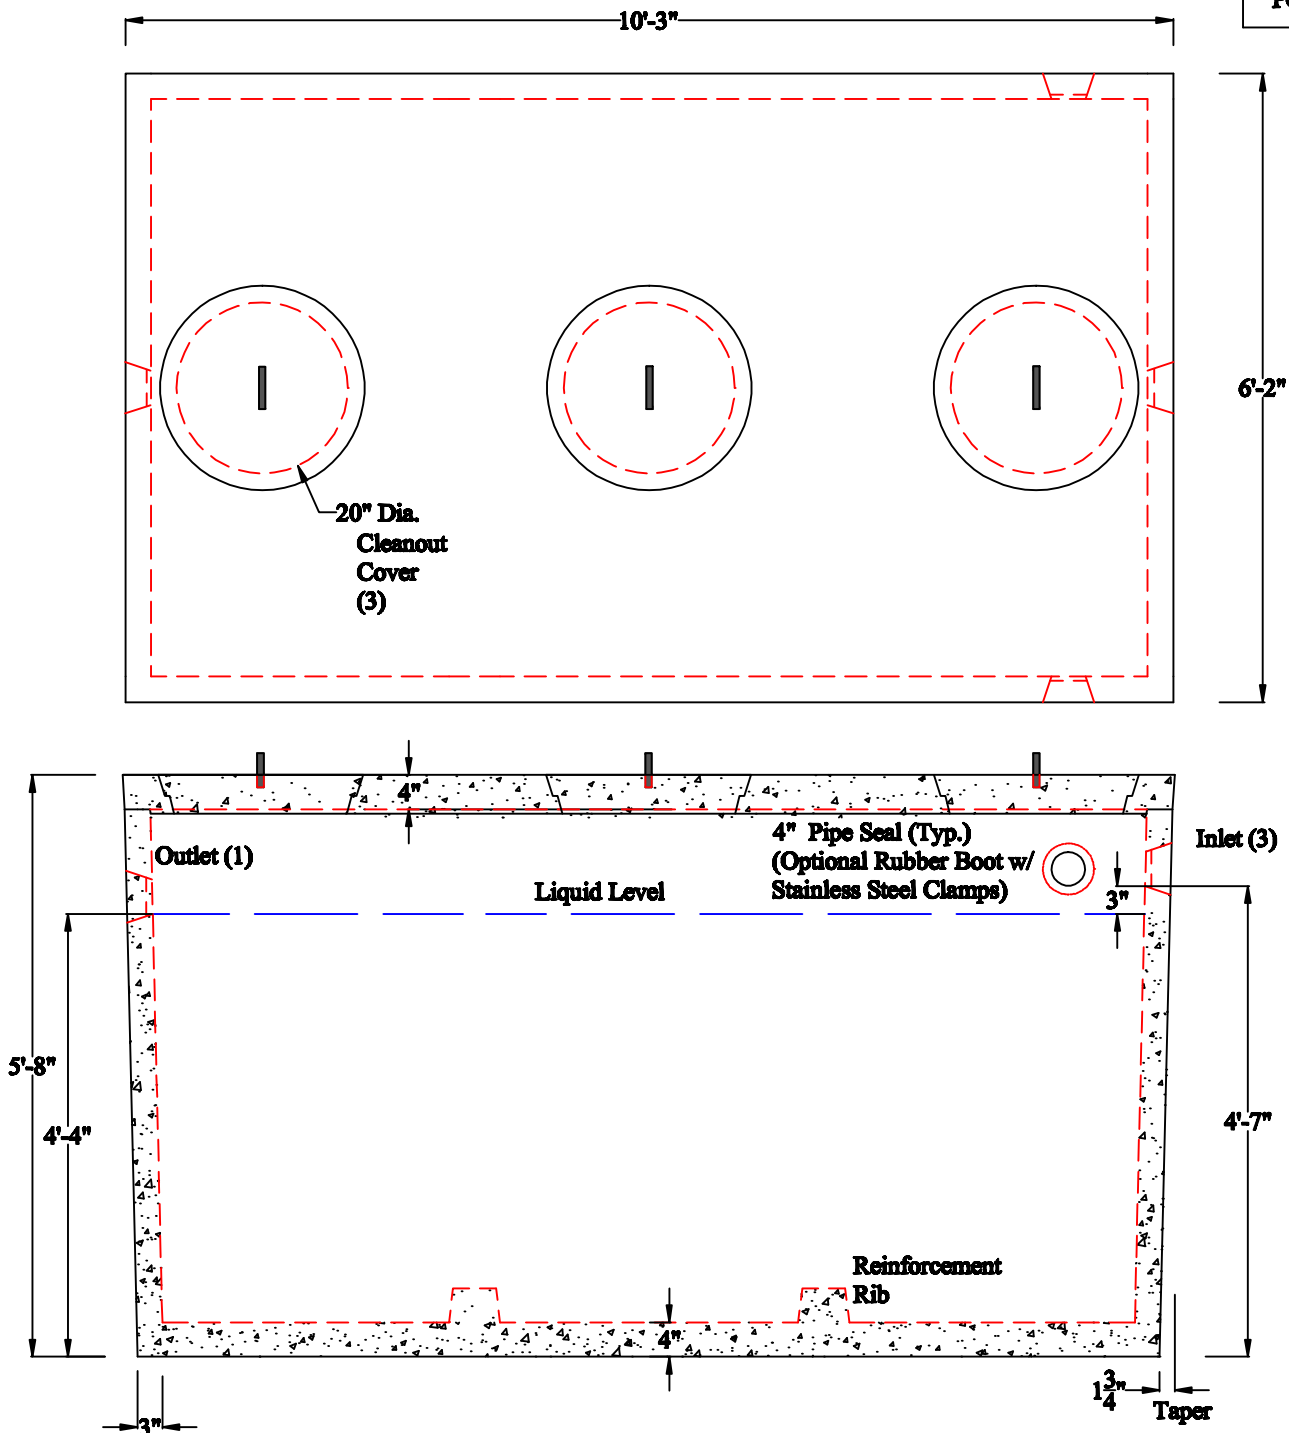 10'-3"
6'-2"
20" Dia.
Cleanout
Cover
(3)
4"
4" Pipe Seal (Typ.)
(Optional Rubber Boot w/
Stainless Steel Clamps)
Inlet (3)
Outlet (1)
Liquid Level
3"
5'-8"
4'-4"
4'-7"
Reinforcement
Rib
4"
1 3/4"
Taper
3"